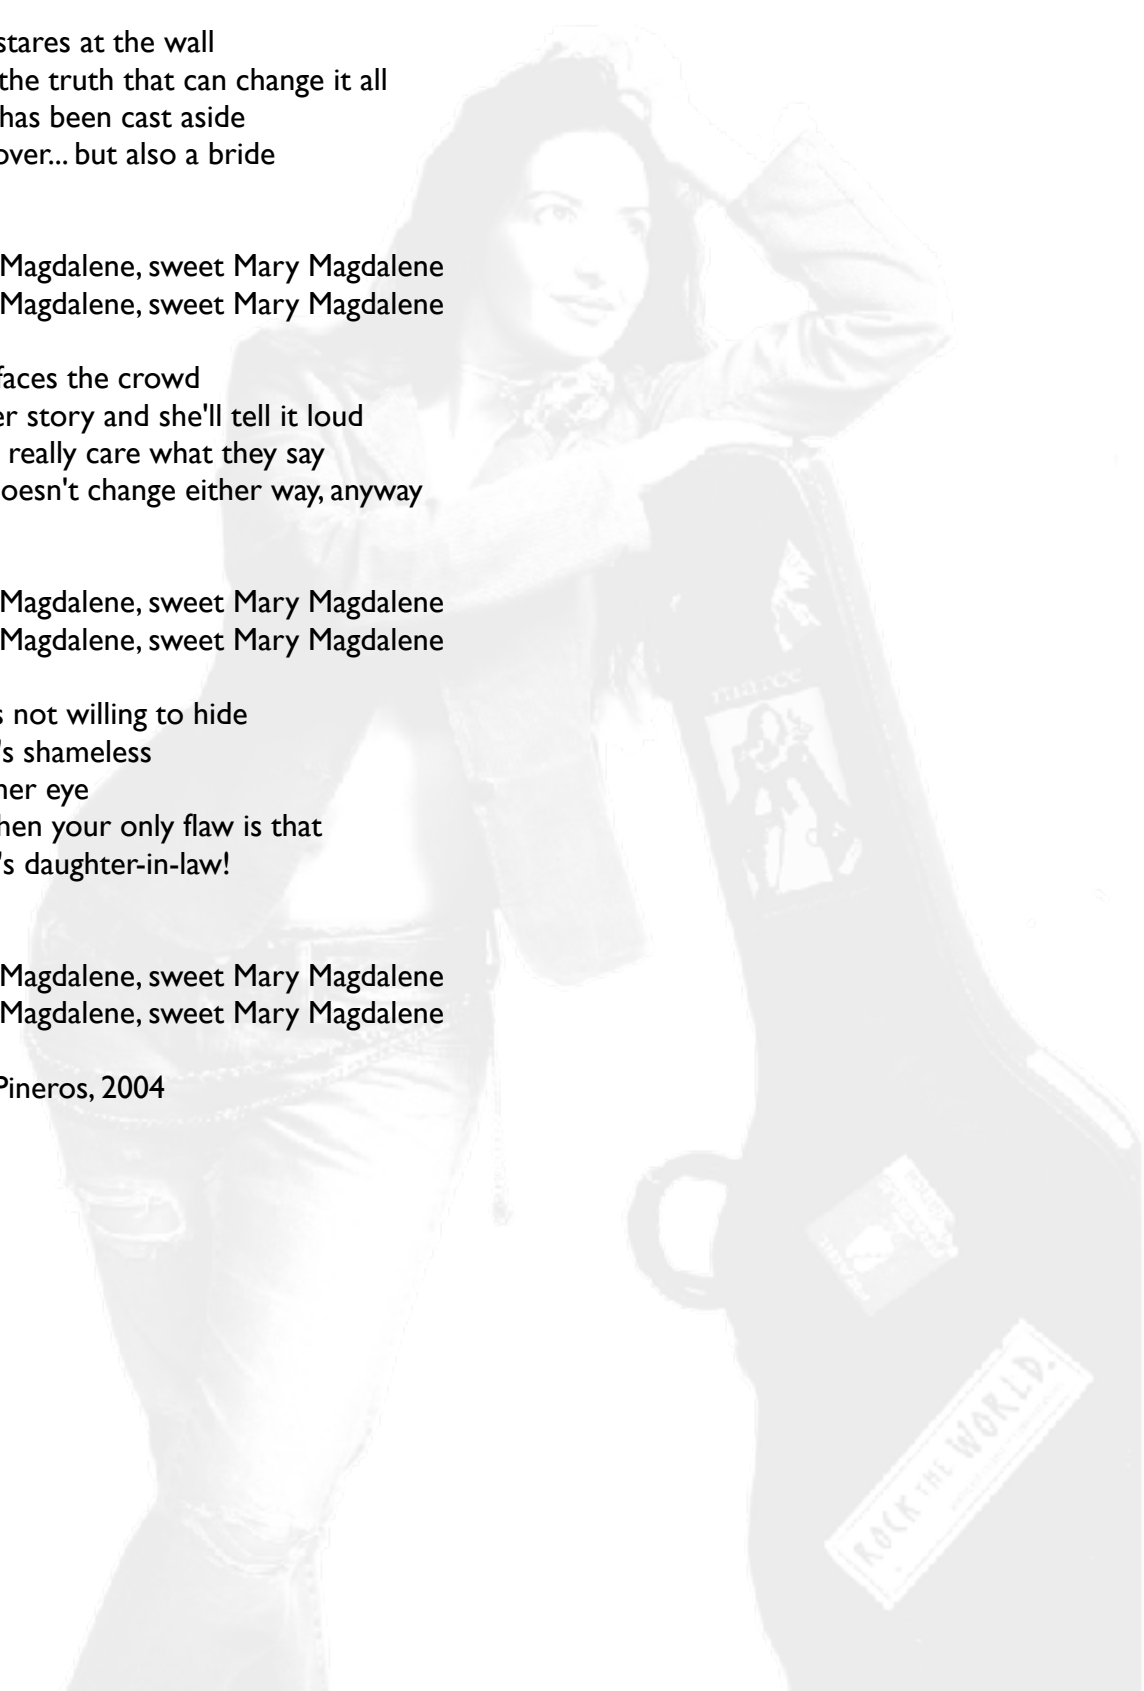 stares at the wall
the truth that can change it all
has been cast aside
over... but also a bride
Magdalene, sweet Mary Magdalene
Magdalene, sweet Mary Magdalene
faces the crowd
er story and she'll tell it loud
really care what they say
oesn't change either way, anyway
Magdalene, sweet Mary Magdalene
Magdalene, sweet Mary Magdalene
s not willing to hide
's shameless
her eye
hen your only flaw is that
's daughter-in-law!
Magdalene, sweet Mary Magdalene
Magdalene, sweet Mary Magdalene
Pineros, 2004
marce
ROCK THE WORLD.